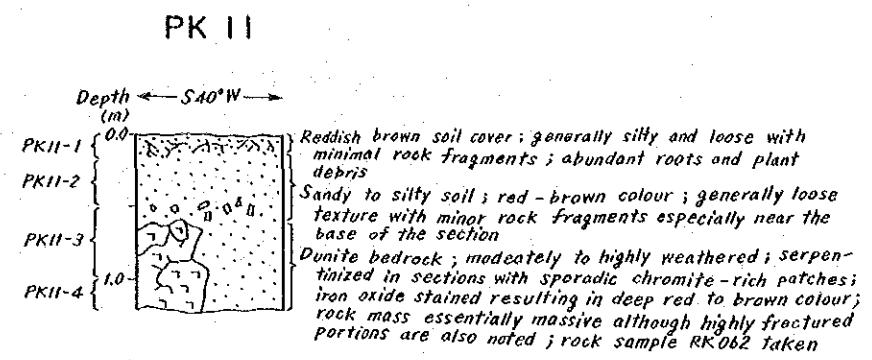 PK 11
Depth ← S40°W →
(m)
0.0
PK11-1
PK11-2
PK11-3
1.0
PK11-4
Reddish brown soil cover ; generally silty and loose with
minimal rock fragments ; abundant roots and plant
debris
Sandy to silty soil ; red - brown colour ; generally loose
texture with minor rock fragments especially near the
base of the section
Dunite bedrock ; modeately to highly weathered ; serpen-
tinized in sections with sporadic chromite - rich patches ;
iron oxide stained resulting in deep red to brown colour ;
rock mass essentially massive although highly fractured
portions are also noted ; rock sample RK062 taken